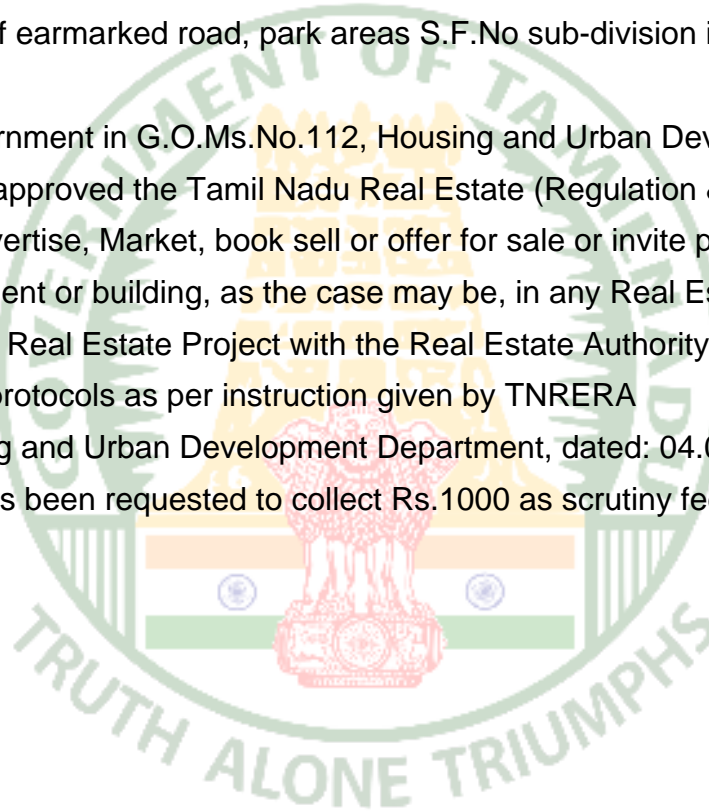 f earmarked road, park areas S.F.No sub-division i
rnment in G.O.Ms.No.112, Housing and Urban Dev
approved the Tamil Nadu Real Estate (Regulation
vertise, Market, book sell or offer for sale or invite p
ent or building, as the case may be, in any Real Es
Real Estate Project with the Real Estate Authority
protocols as per instruction given by TNRERA
g and Urban Development Department, dated: 04.0
s been requested to collect Rs.1000 as scrutiny fe
GOVERNMENT OF TAMILNADU
TRUTH ALONE TRIUMPHS